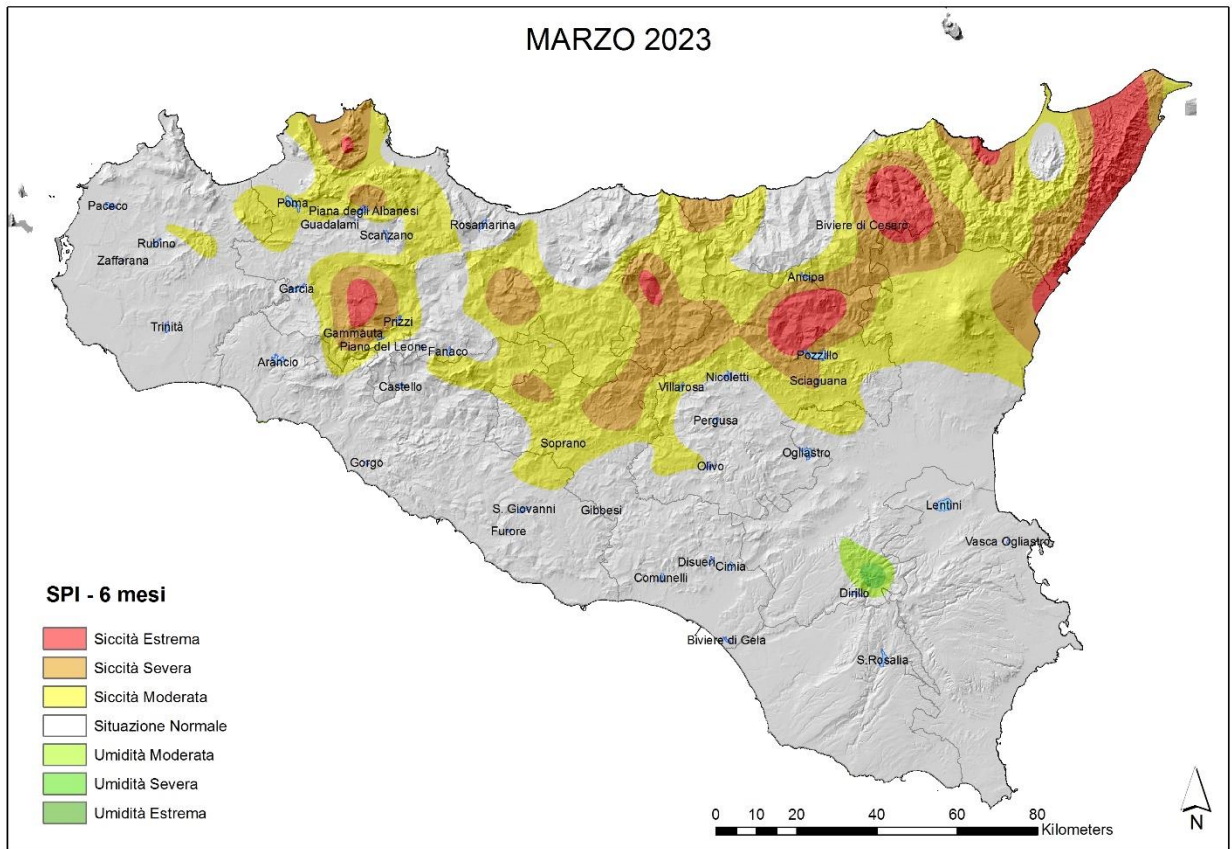 MARZO 2023
Paceco
Poma
Piana degli Albanesi
Guadalami
Scanzano
Rosamarina
Rubino
Zaffarana
Biviere di Cesarò
Ancipa
Garcia
Trinità
Gammauta
Prizzi
Piano del Leone
Fanaco
Arancio
Castello
Pozzillo
Sciaguana
Nicoletti
Villarosa
Pergusa
Soprano
Olivo
Ogliastro
Gorgo
S. Giovanni
Gibbesi
Furore
Lentini
Vasca Ogliastro
Disueri
Cimia
Comunelli
Dirillo
Biviere di Gela
S.Rosalia
SPI - 6 mesi
Siccità Estrema
Siccità Severa
Siccità Moderata
Situazione Normale
Umidità Moderata
Umidità Severa
Umidità Estrema
0 10 20 40 60 80
Kilometers
N